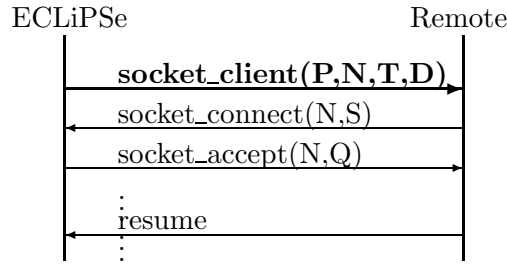 ECLiPSe Remote
socket_client(P,N,T,D)
socket_connect(N,S)
socket_accept(N,Q)
resume